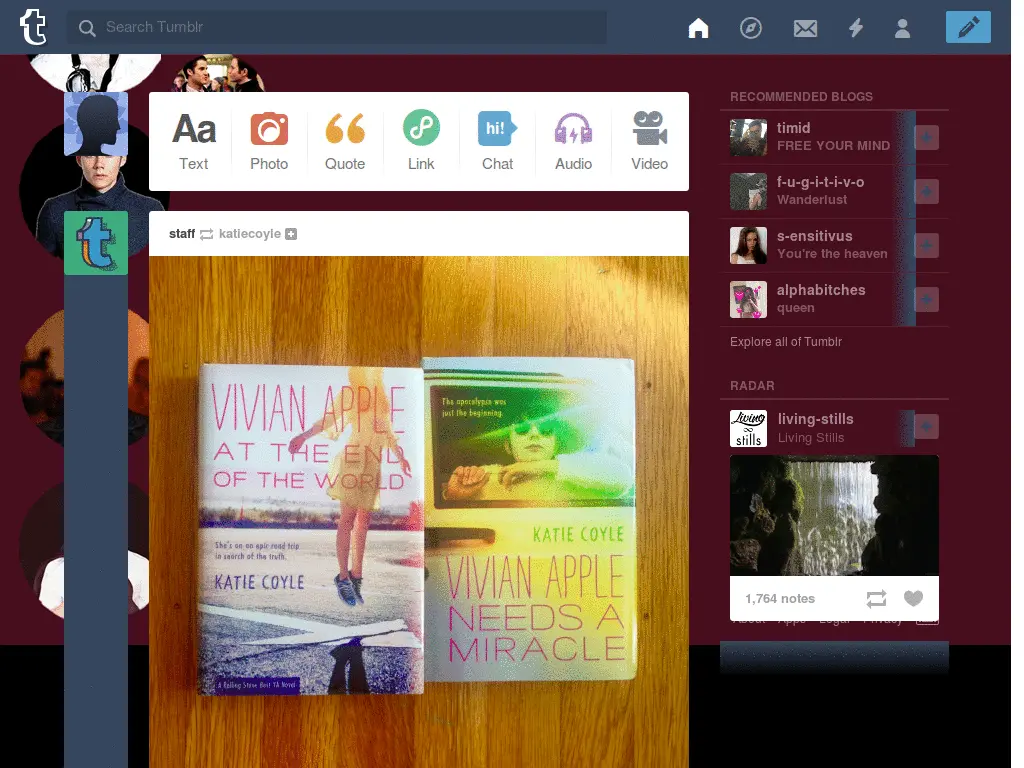 Search Tumblr
Aa
Text
Photo
Quote
Link
hi!
Chat
Audio
Video
staff katiecoyle
VIVIAN APPLE
AT THE END
OF THE WORLD
She's on an epic road trip
in search of the truth.
KATIE COYLE
A Rolling Stone Best YA Novel
The apocalypse was
just the beginning.
KATIE COYLE
VIVIAN APPLE
NEEDS A
MIRACLE
RECOMMENDED BLOGS
timid
FREE YOUR MIND
f-u-g-i-t-i-v-o
Wanderlust
s-ensitivus
You're the heaven
alphabitches
queen
Explore all of Tumblr
RADAR
Living
stills
living-stills
Living Stills
1,764 notes
About Apps Legal Privacy